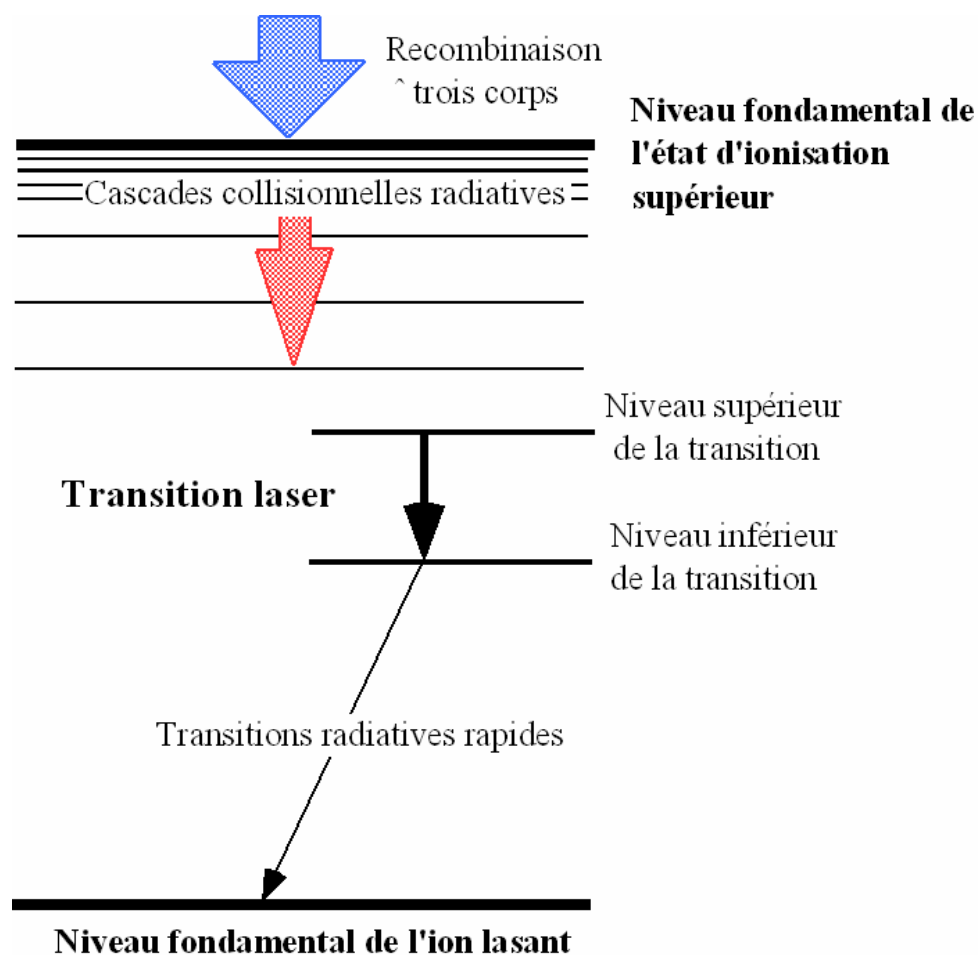 Recombinaison
ˆ trois corps
Niveau fondamental de
l'état d'ionisation
supérieur
Cascades collisionnelles radiatives
Niveau supérieur
de la transition
Transition laser
Niveau inférieur
de la transition
Transitions radiatives rapides
Niveau fondamental de l'ion lasant